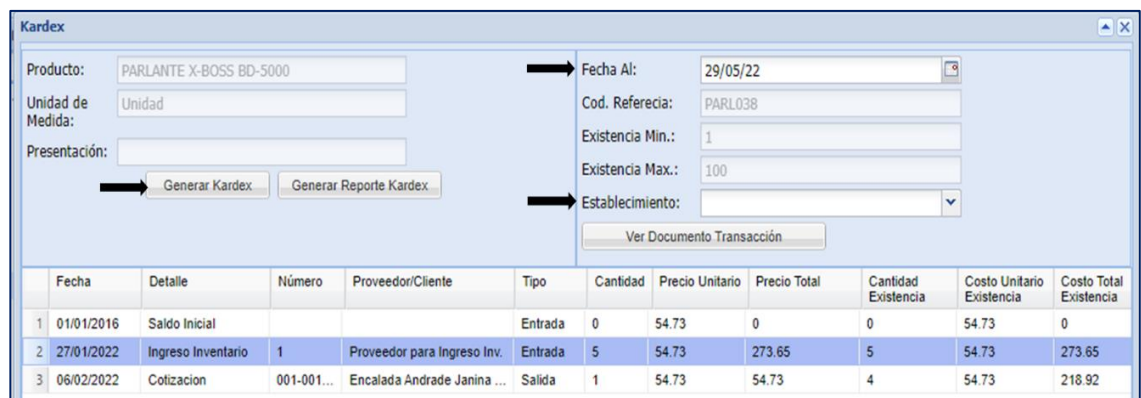 Kardex
Producto: PARLANTE X-BOSS BD-5000
Unidad de Medida: Unidad
Presentación:
Generar Kardex Generar Reporte Kardex
Fecha Al: 29/05/22
Cod. Referecia: PARL038
Existencia Min.: 1
Existencia Max.: 100
Establecimiento:
Ver Documento Transacción
Fecha Detalle Número Proveedor/Cliente Tipo Cantidad Precio Unitario Precio Total Cantidad Existencia Costo Unitario Existencia Costo Total Existencia
1 01/01/2016 Saldo Inicial Entrada 0 54.73 0 0 54.73 0
2 27/01/2022 Ingreso Inventario 1 Proveedor para Ingreso Inv. Entrada 5 54.73 273.65 5 54.73 273.65
3 06/02/2022 Cotizacion 001-001... Encalada Andrade Janina ... Salida 1 54.73 54.73 4 54.73 218.92